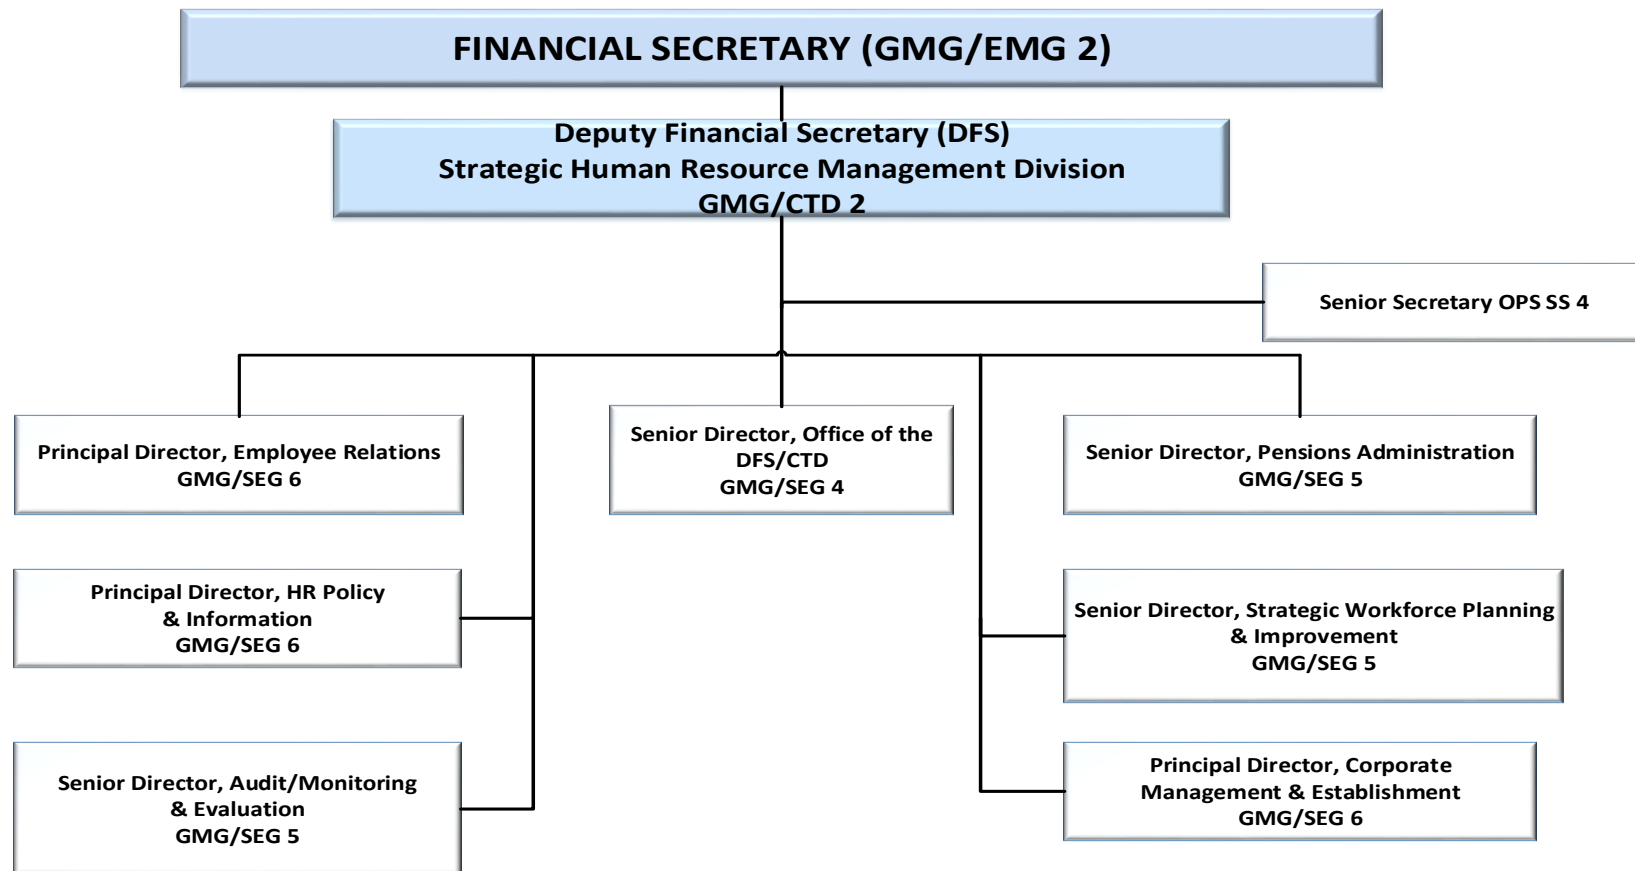 FINANCIAL SECRETARY (GMG/EMG 2)
Deputy Financial Secretary (DFS)
Strategic Human Resource Management Division
GMG/CTD 2
Senior Secretary OPS SS 4
Principal Director, Employee Relations
GMG/SEG 6
Senior Director, Office of the
DFS/CTD
GMG/SEG 4
Senior Director, Pensions Administration
GMG/SEG 5
Principal Director, HR Policy
& Information
GMG/SEG 6
Senior Director, Strategic Workforce Planning
& Improvement
GMG/SEG 5
Senior Director, Audit/Monitoring
& Evaluation
GMG/SEG 5
Principal Director, Corporate
Management & Establishment
GMG/SEG 6